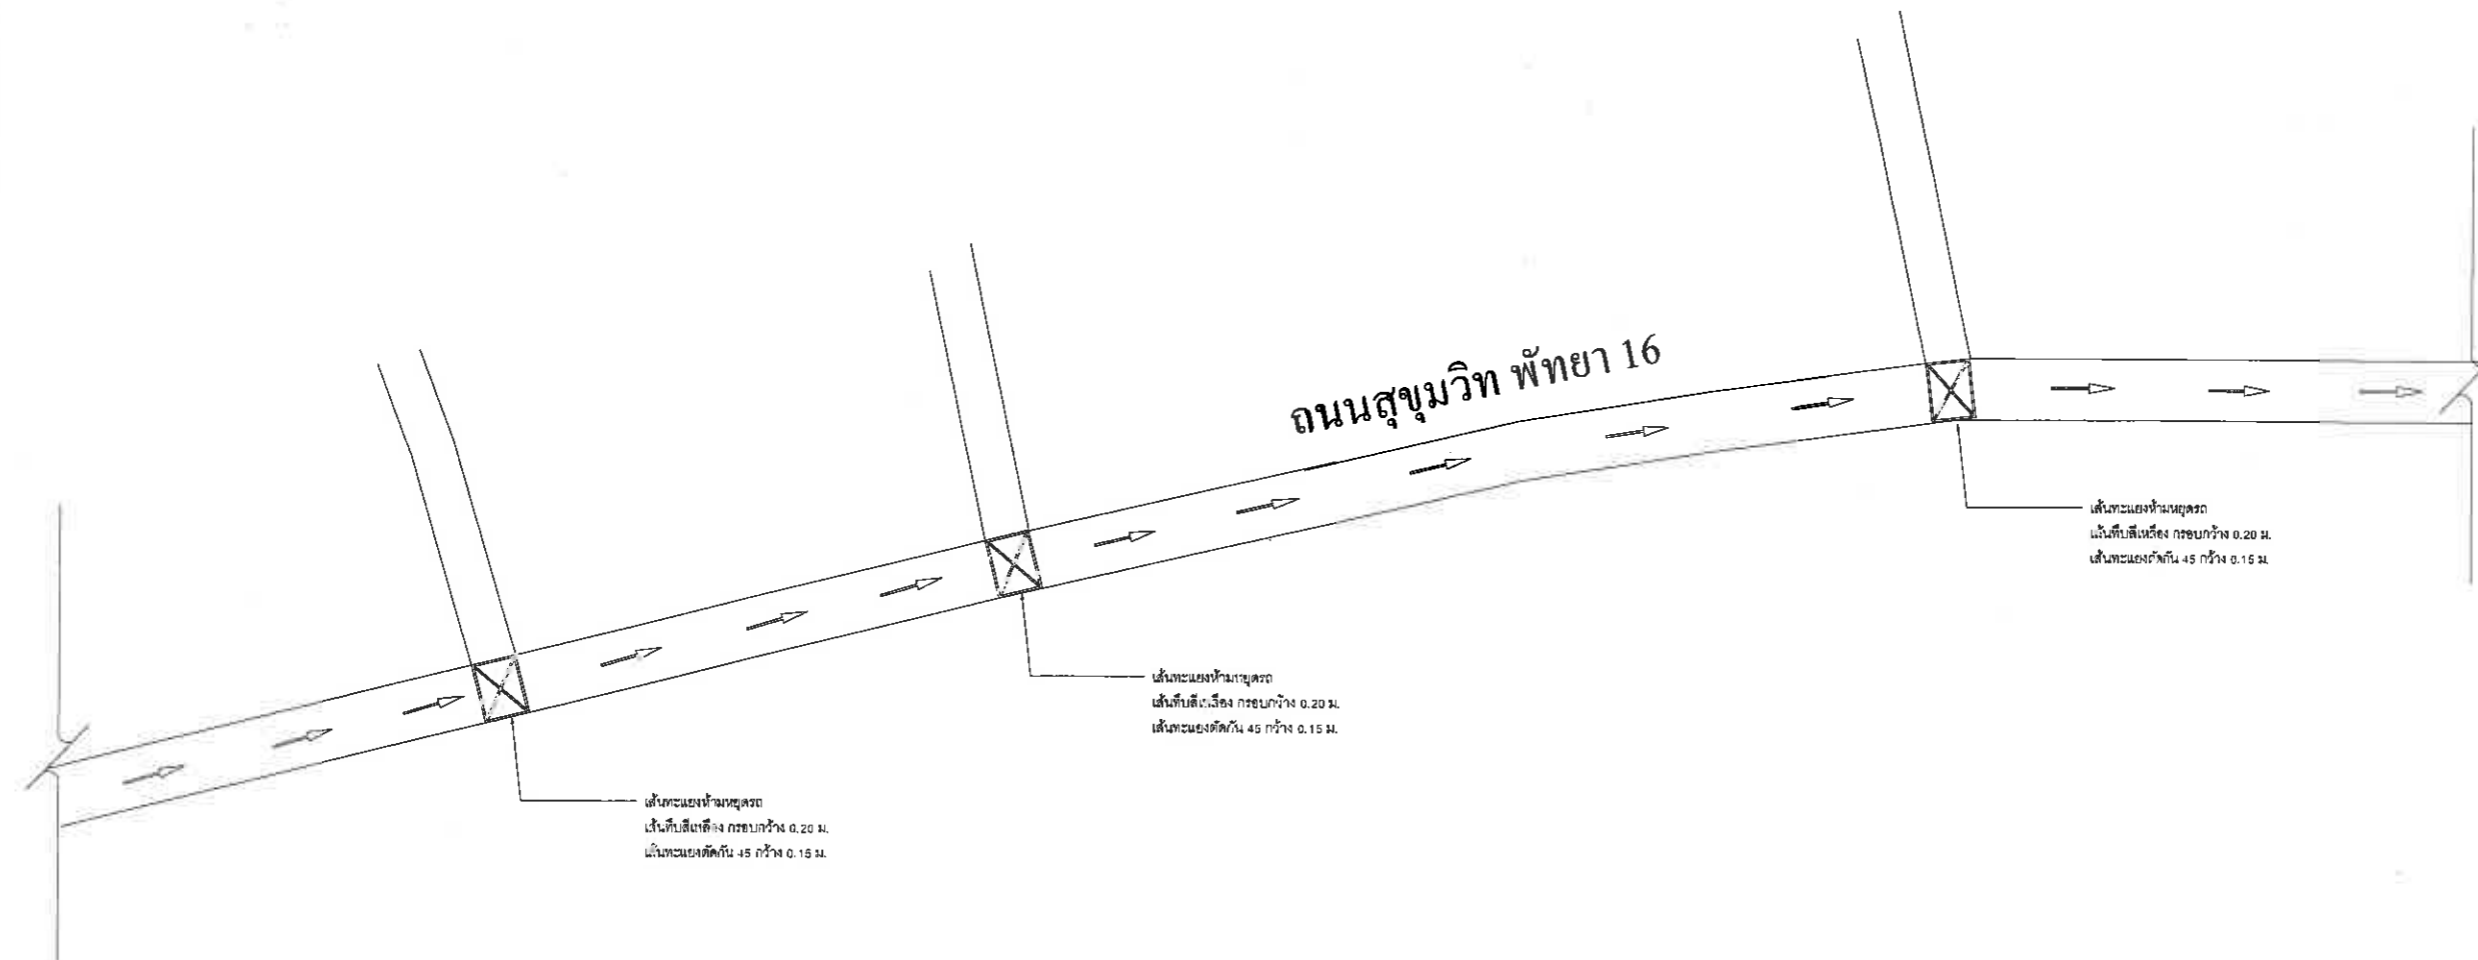 ถนนสุขุมวิท พัทยา 16
เส้นทะแยงห้ามหยุดรถ
เส้นทึบสีเหลือง กรอบกว้าง 0.20 ม.
เส้นทะแยงตัดกัน 45 กว้าง 0.15 ม.
เส้นทะแยงห้ามหยุดรถ
เส้นทึบสีเหลือง กรอบกว้าง 0.20 ม.
เส้นทะแยงตัดกัน 45 กว้าง 0.15 ม.
เส้นทะแยงห้ามหยุดรถ
เส้นทึบสีเหลือง กรอบกว้าง 0.20 ม.
เส้นทะแยงตัดกัน 45 กว้าง 0.15 ม.